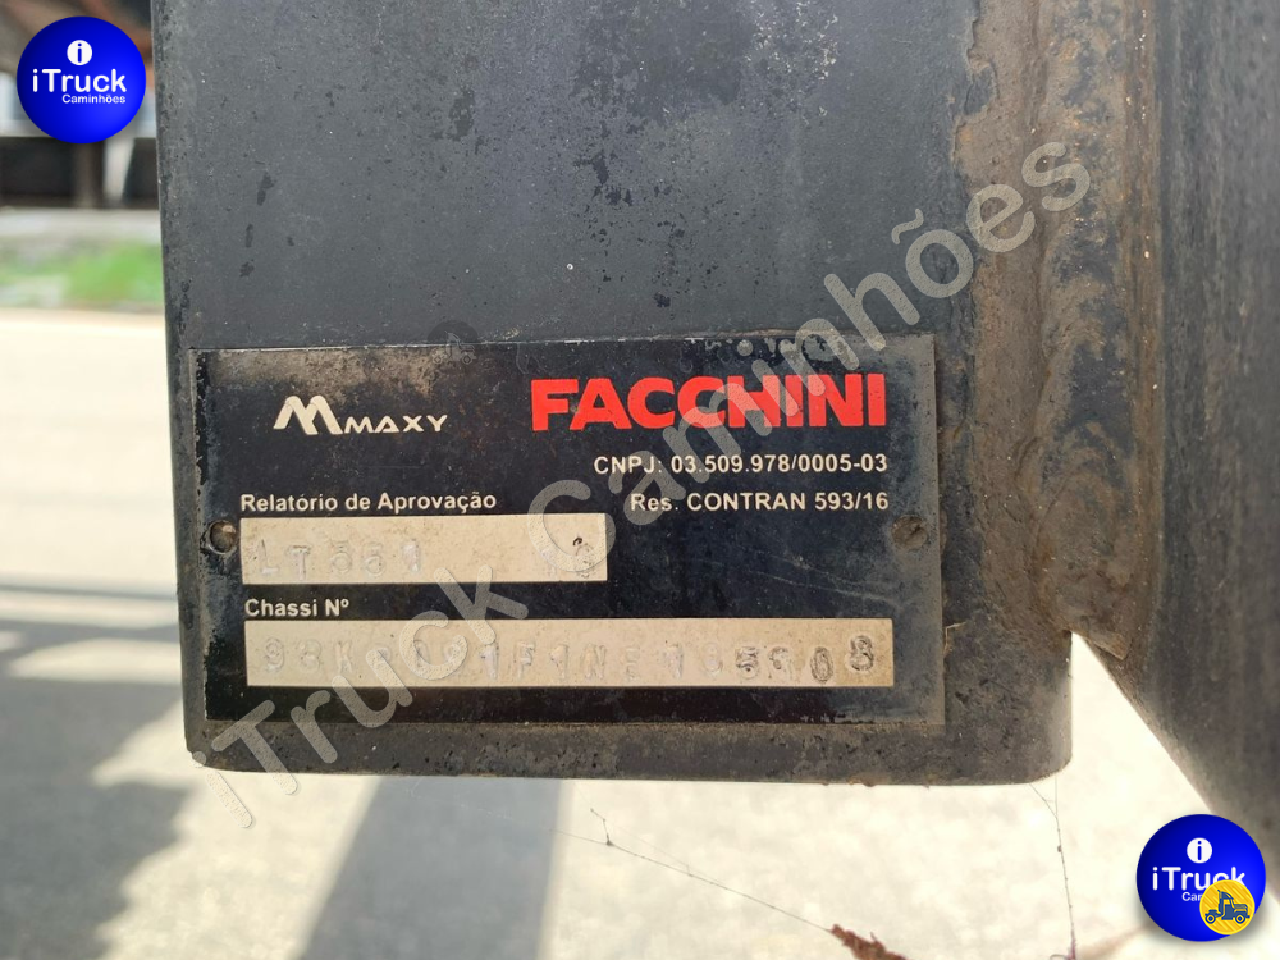 iTruck
Caminhões
MAXY
FACCHINI
CNPJ: 03.509.978/0005-03
Relatório de Aprovação
Res. CONTRAN 593/16
LT551
Chassi Nº
iTruck Caminhões
iTruck